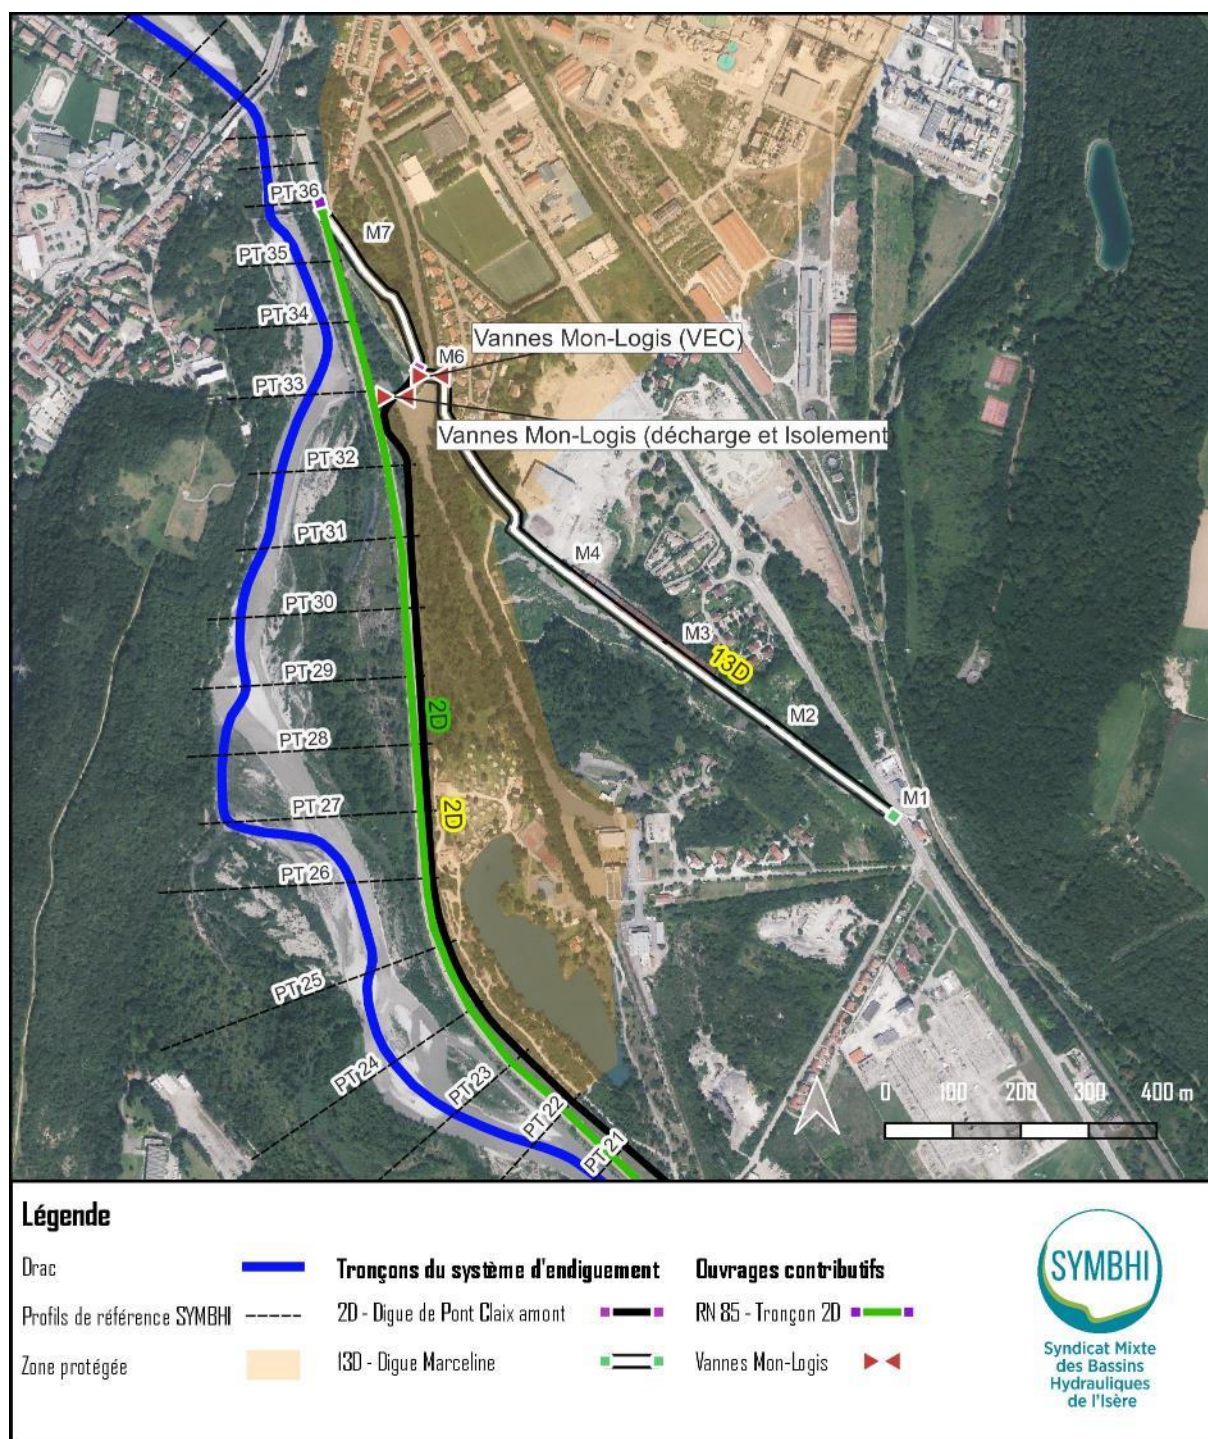 PT 36
M7
PT 35
PT 34
Vannes Mon-Logis (VEC)
M6
PT 33
Vannes Mon-Logis (décharge et Isolement
PT 32
PT 31
M4
PT 30
M3
13D
PT 29
2D
M2
PT 28
PT 27
2D
M1
PT 26
PT 25
PT 24
PT 23
PT 22
PT 21
0 100 200 300 400 m
Légende
Drac
Profils de référence SYMBHI
Zone protégée
Tronçons du système d'endiguement
2D - Digue de Pont Claix amont
13D - Digue Marceline
Ouvrages contributifs
RN 85 - Tronçon 2D
Vannes Mon-Logis
SYMBHI
Syndicat Mixte
des Bassins
Hydrauliques
de l'Isère